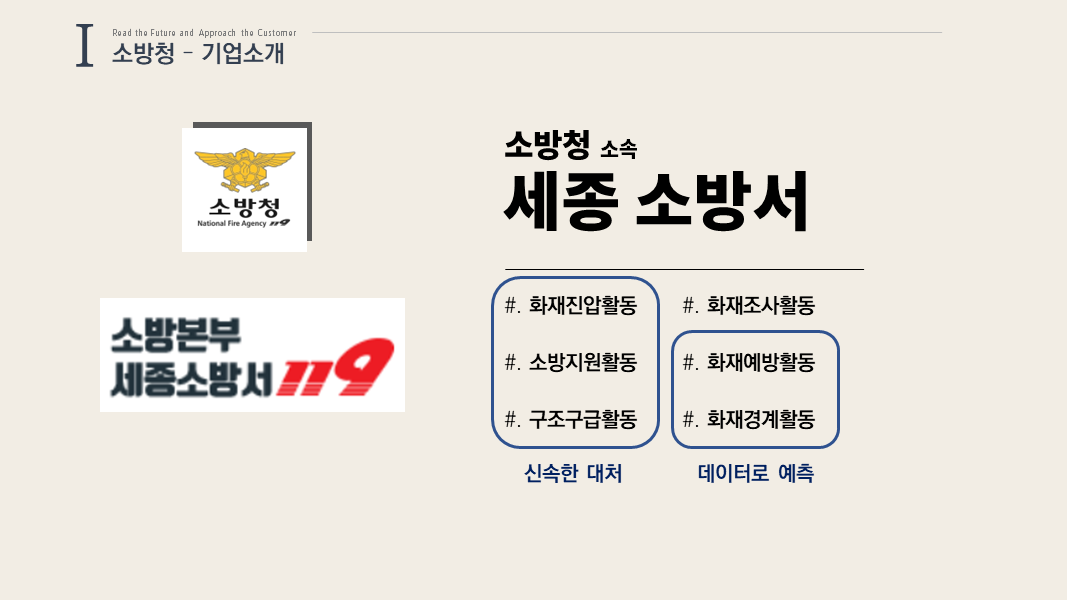 I
Read the Future and Approach the Customer
소방청 - 기업소개
소방청
National Fire Agency 119
소방본부
세종소방서 119
소방청 소속
세종 소방서
#. 화재진압활동
#. 소방지원활동
#. 구조구급활동
신속한 대처
#. 화재조사활동
#. 화재예방활동
#. 화재경계활동
데이터로 예측